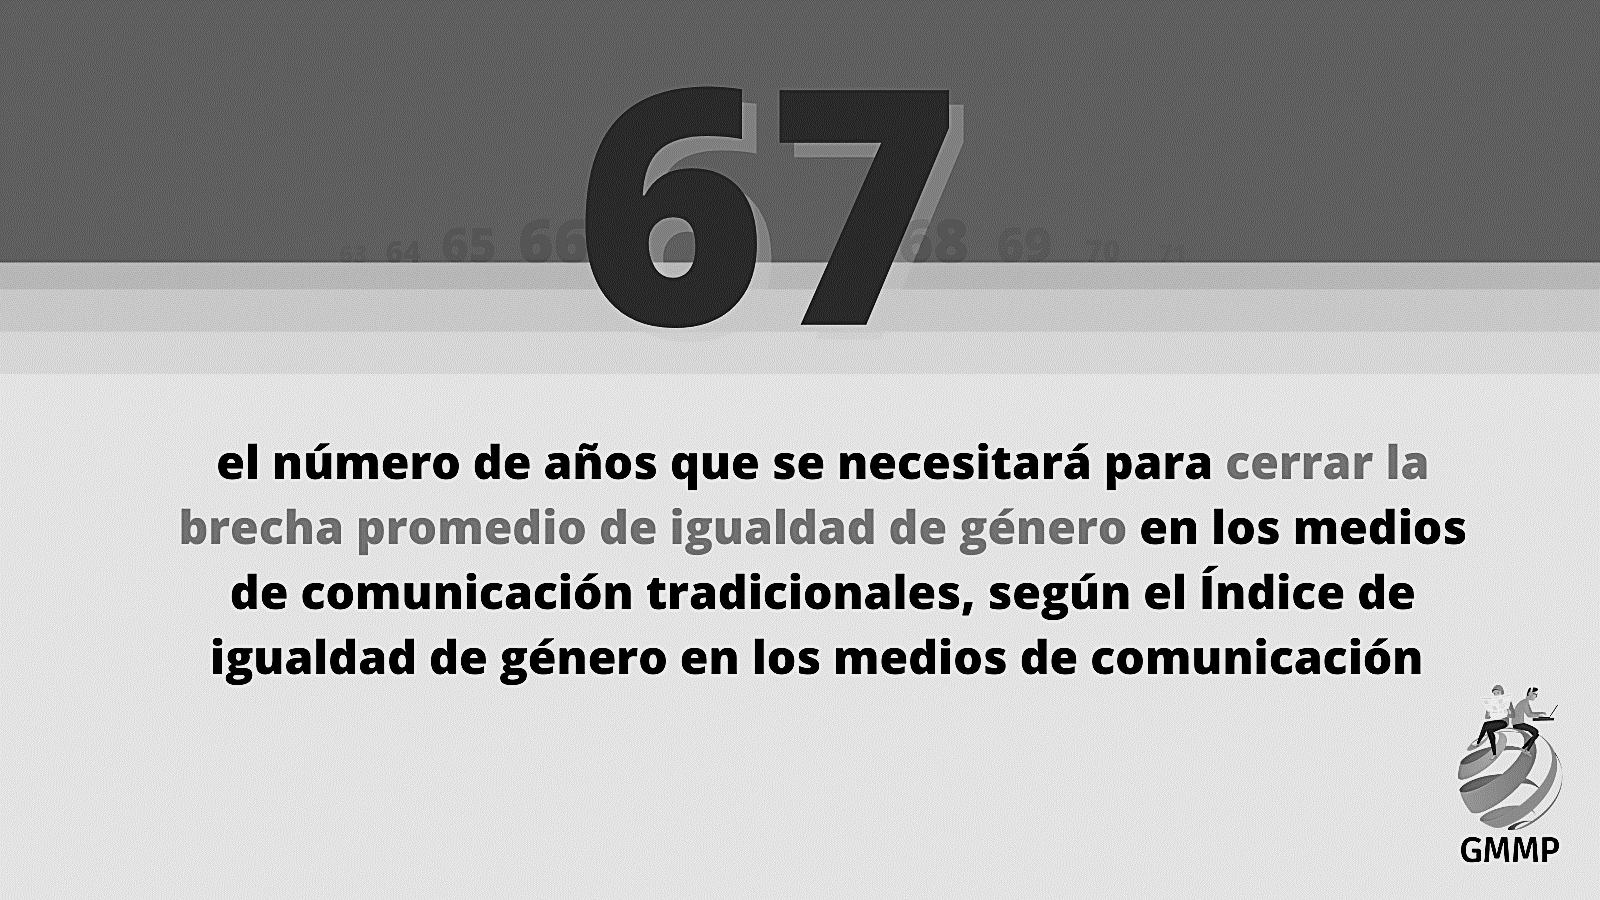 67
63 64 65 66 68 69 70 71
el número de años que se necesitará para cerrar la
brecha promedio de igualdad de género en los medios
de comunicación tradicionales, según el Índice de
igualdad de género en los medios de comunicación
GMMP